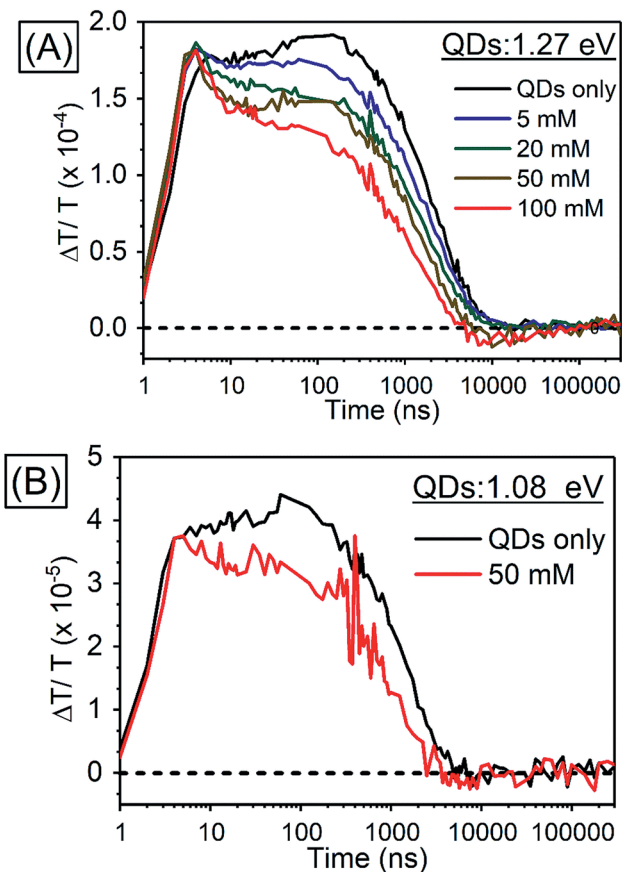 (A)
QDs:1.27 eV
QDs only
5 mM
20 mM
50 mM
100 mM
2.0
1.5
1.0
0.5
0.0
ΔT/ T (x 10⁻⁴)
1 10 100 1000 10000 100000
Time (ns)
(B)
QDs:1.08 eV
QDs only
50 mM
5
4
3
2
1
0
ΔT/ T (x 10⁻⁵)
1 10 100 1000 10000 100000
Time (ns)